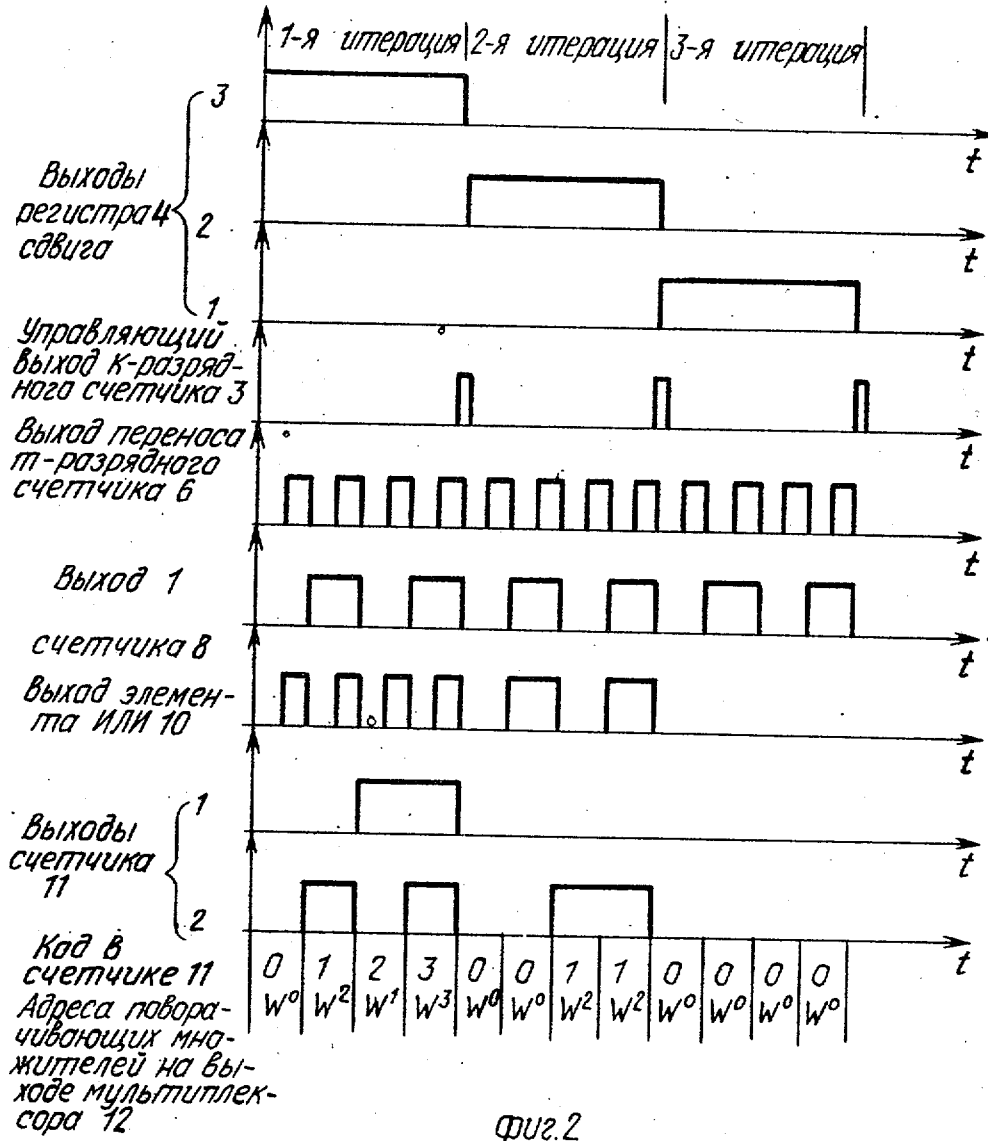 1-я итерация 2-я итерация 3-я итерация
3
t
Выходы
регистра 4
сдвига
2
t
1
t
Управляющий
выход К-разряд-
ного счетчика 3
t
Выход переноса
m-разрядного
счетчика 6
t
Выход 1
счетчика 8
t
Выход элемен-
та ИЛИ 10
t
1
Выходы
счетчика
11
t
2
t
Код в
счетчике 11
0 1 2 3 0 0 1 1 0 0 0 0
Адреса повора-
чивающих мно-
жителей на вы-
ходе мультиплек-
сора 12
W⁰ W² W¹ W³ W⁰ W⁰ W² W² W⁰ W⁰ W⁰ W⁰
фиг.2